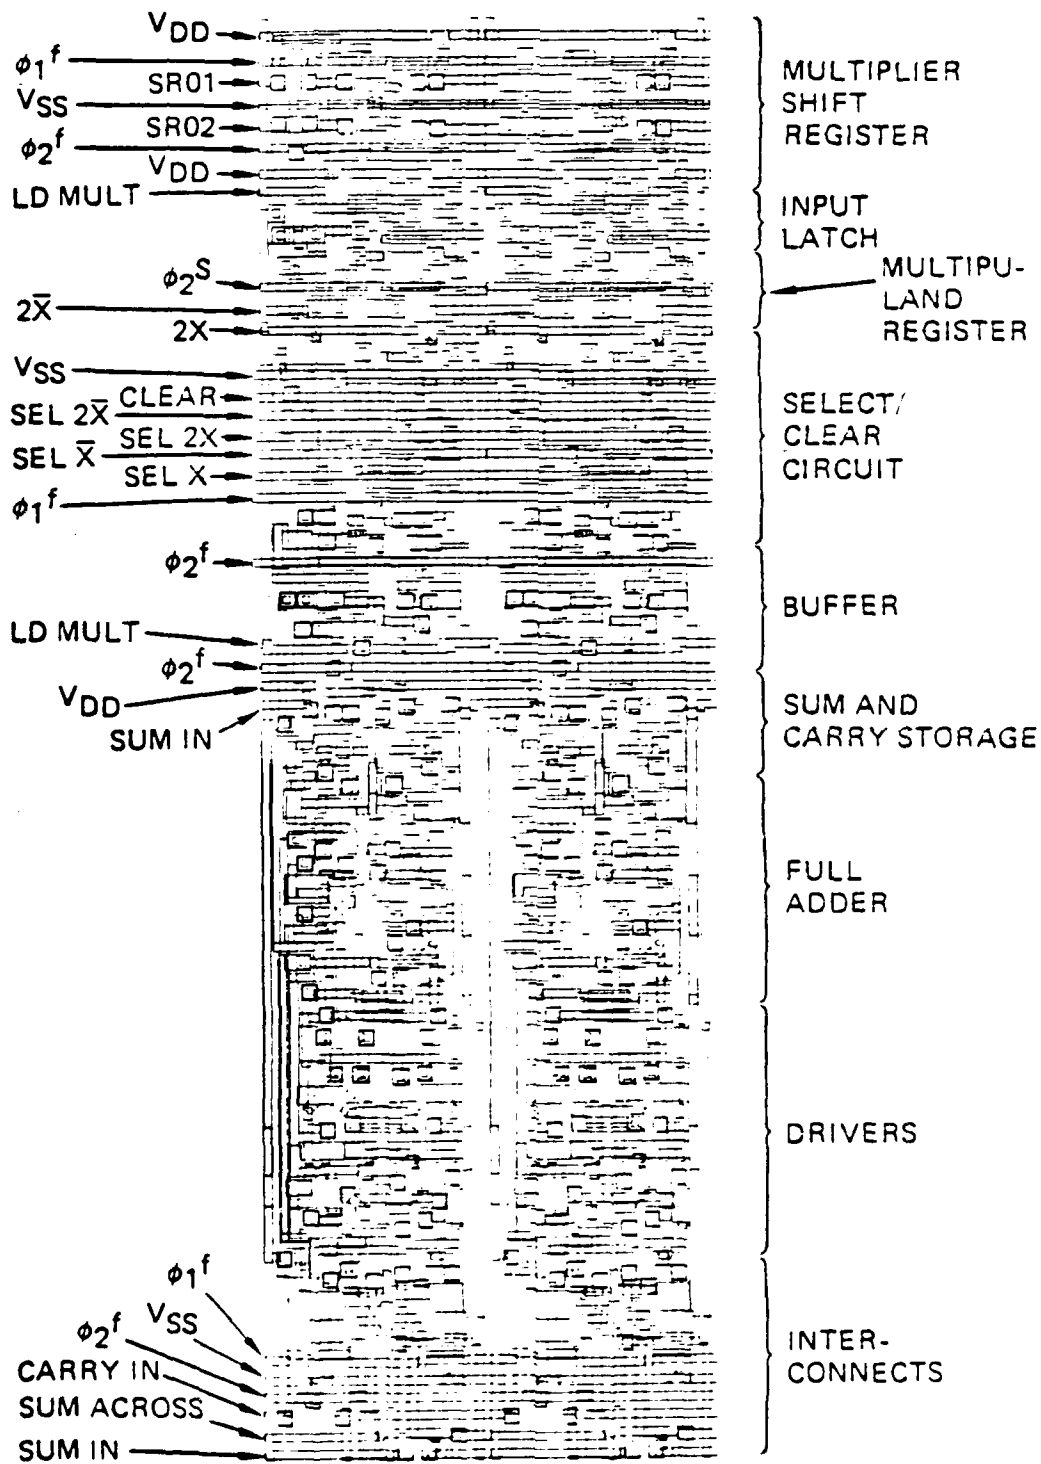 VDD
ϕ1f
SR01
VSS
SR02
ϕ2f
VDD
LD MULT
ϕ2S
2X̅
2X
VSS
CLEAR
SEL 2X̅
SEL 2X
SEL X̅
SEL X
ϕ1f
ϕ2f
LD MULT
ϕ2f
VDD
SUM IN
ϕ1f
VSS
ϕ2f
CARRY IN
SUM ACROSS
SUM IN
MULTIPLIER
SHIFT
REGISTER
INPUT
LATCH
MULTIPU-
LAND
REGISTER
SELECT/
CLEAR
CIRCUIT
BUFFER
SUM AND
CARRY STORAGE
FULL
ADDER
DRIVERS
INTER-
CONNECTS